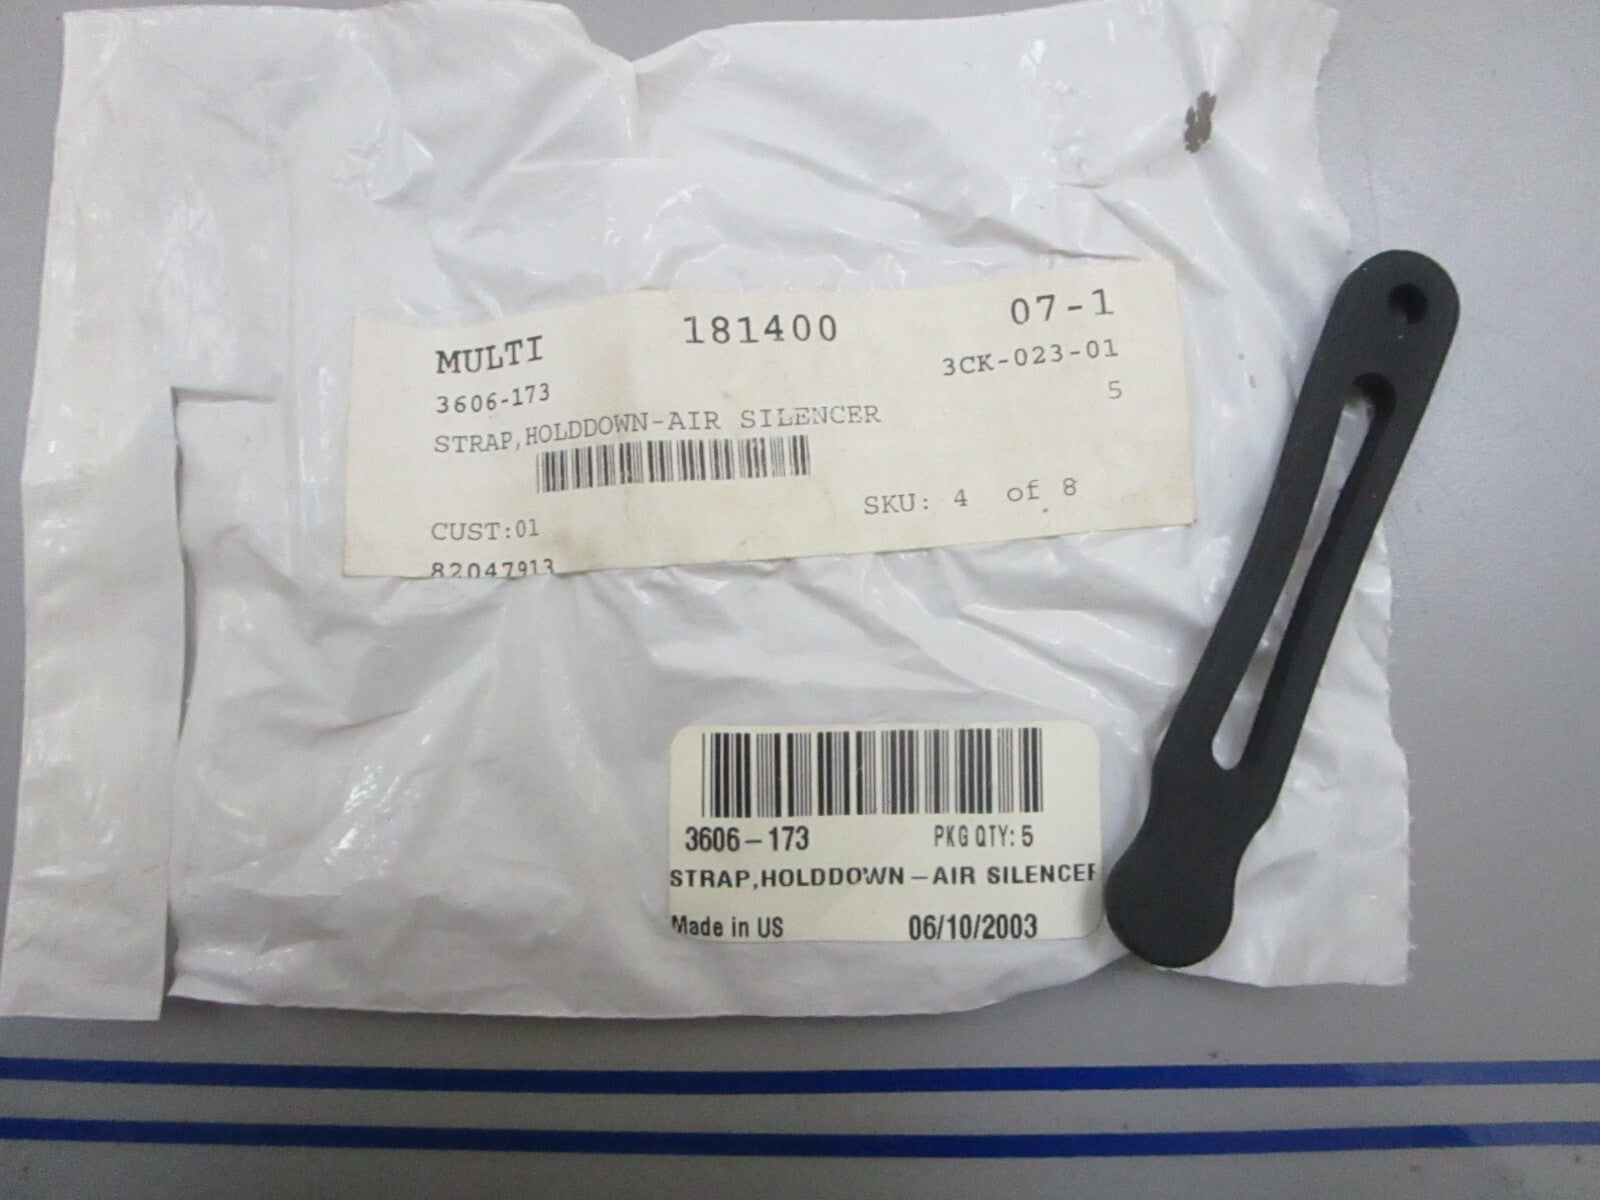 MULTI 181400 07-1
3606-173 3CK-023-01
STRAP,HOLDDOWN-AIR SILENCER 5
SKU: 4 of 8
CUST:01
82047913
3606-173 PKG QTY: 5
STRAP,HOLDDOWN-AIR SILENCER
Made in US 06/10/2003